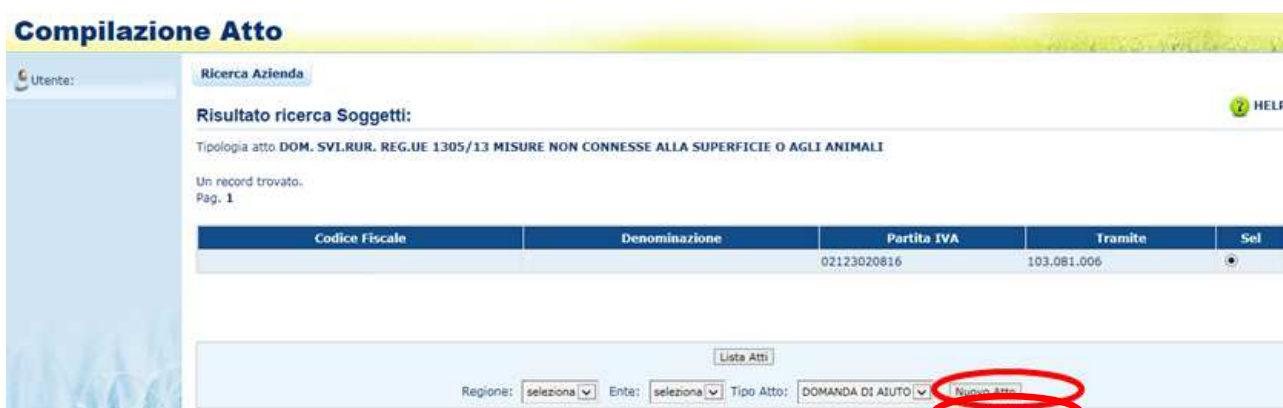 Compilazione Atto
Utente:
Ricerca Azienda
Risultato ricerca Soggetti:
HELP
Tipologia atto DOM. SVI.RUR. REG.UE 1305/13 MISURE NON CONNESSE ALLA SUPERFICIE O AGLI ANIMALI
Un record trovato.
Pag. 1
Codice Fiscale Denominazione Partita IVA Tramite Sel
02123020816 103.081.006
Lista Atti
Regione: seleziona Ente: seleziona Tipo Atto: DOMANDA DI AIUTO Nuovo Atto